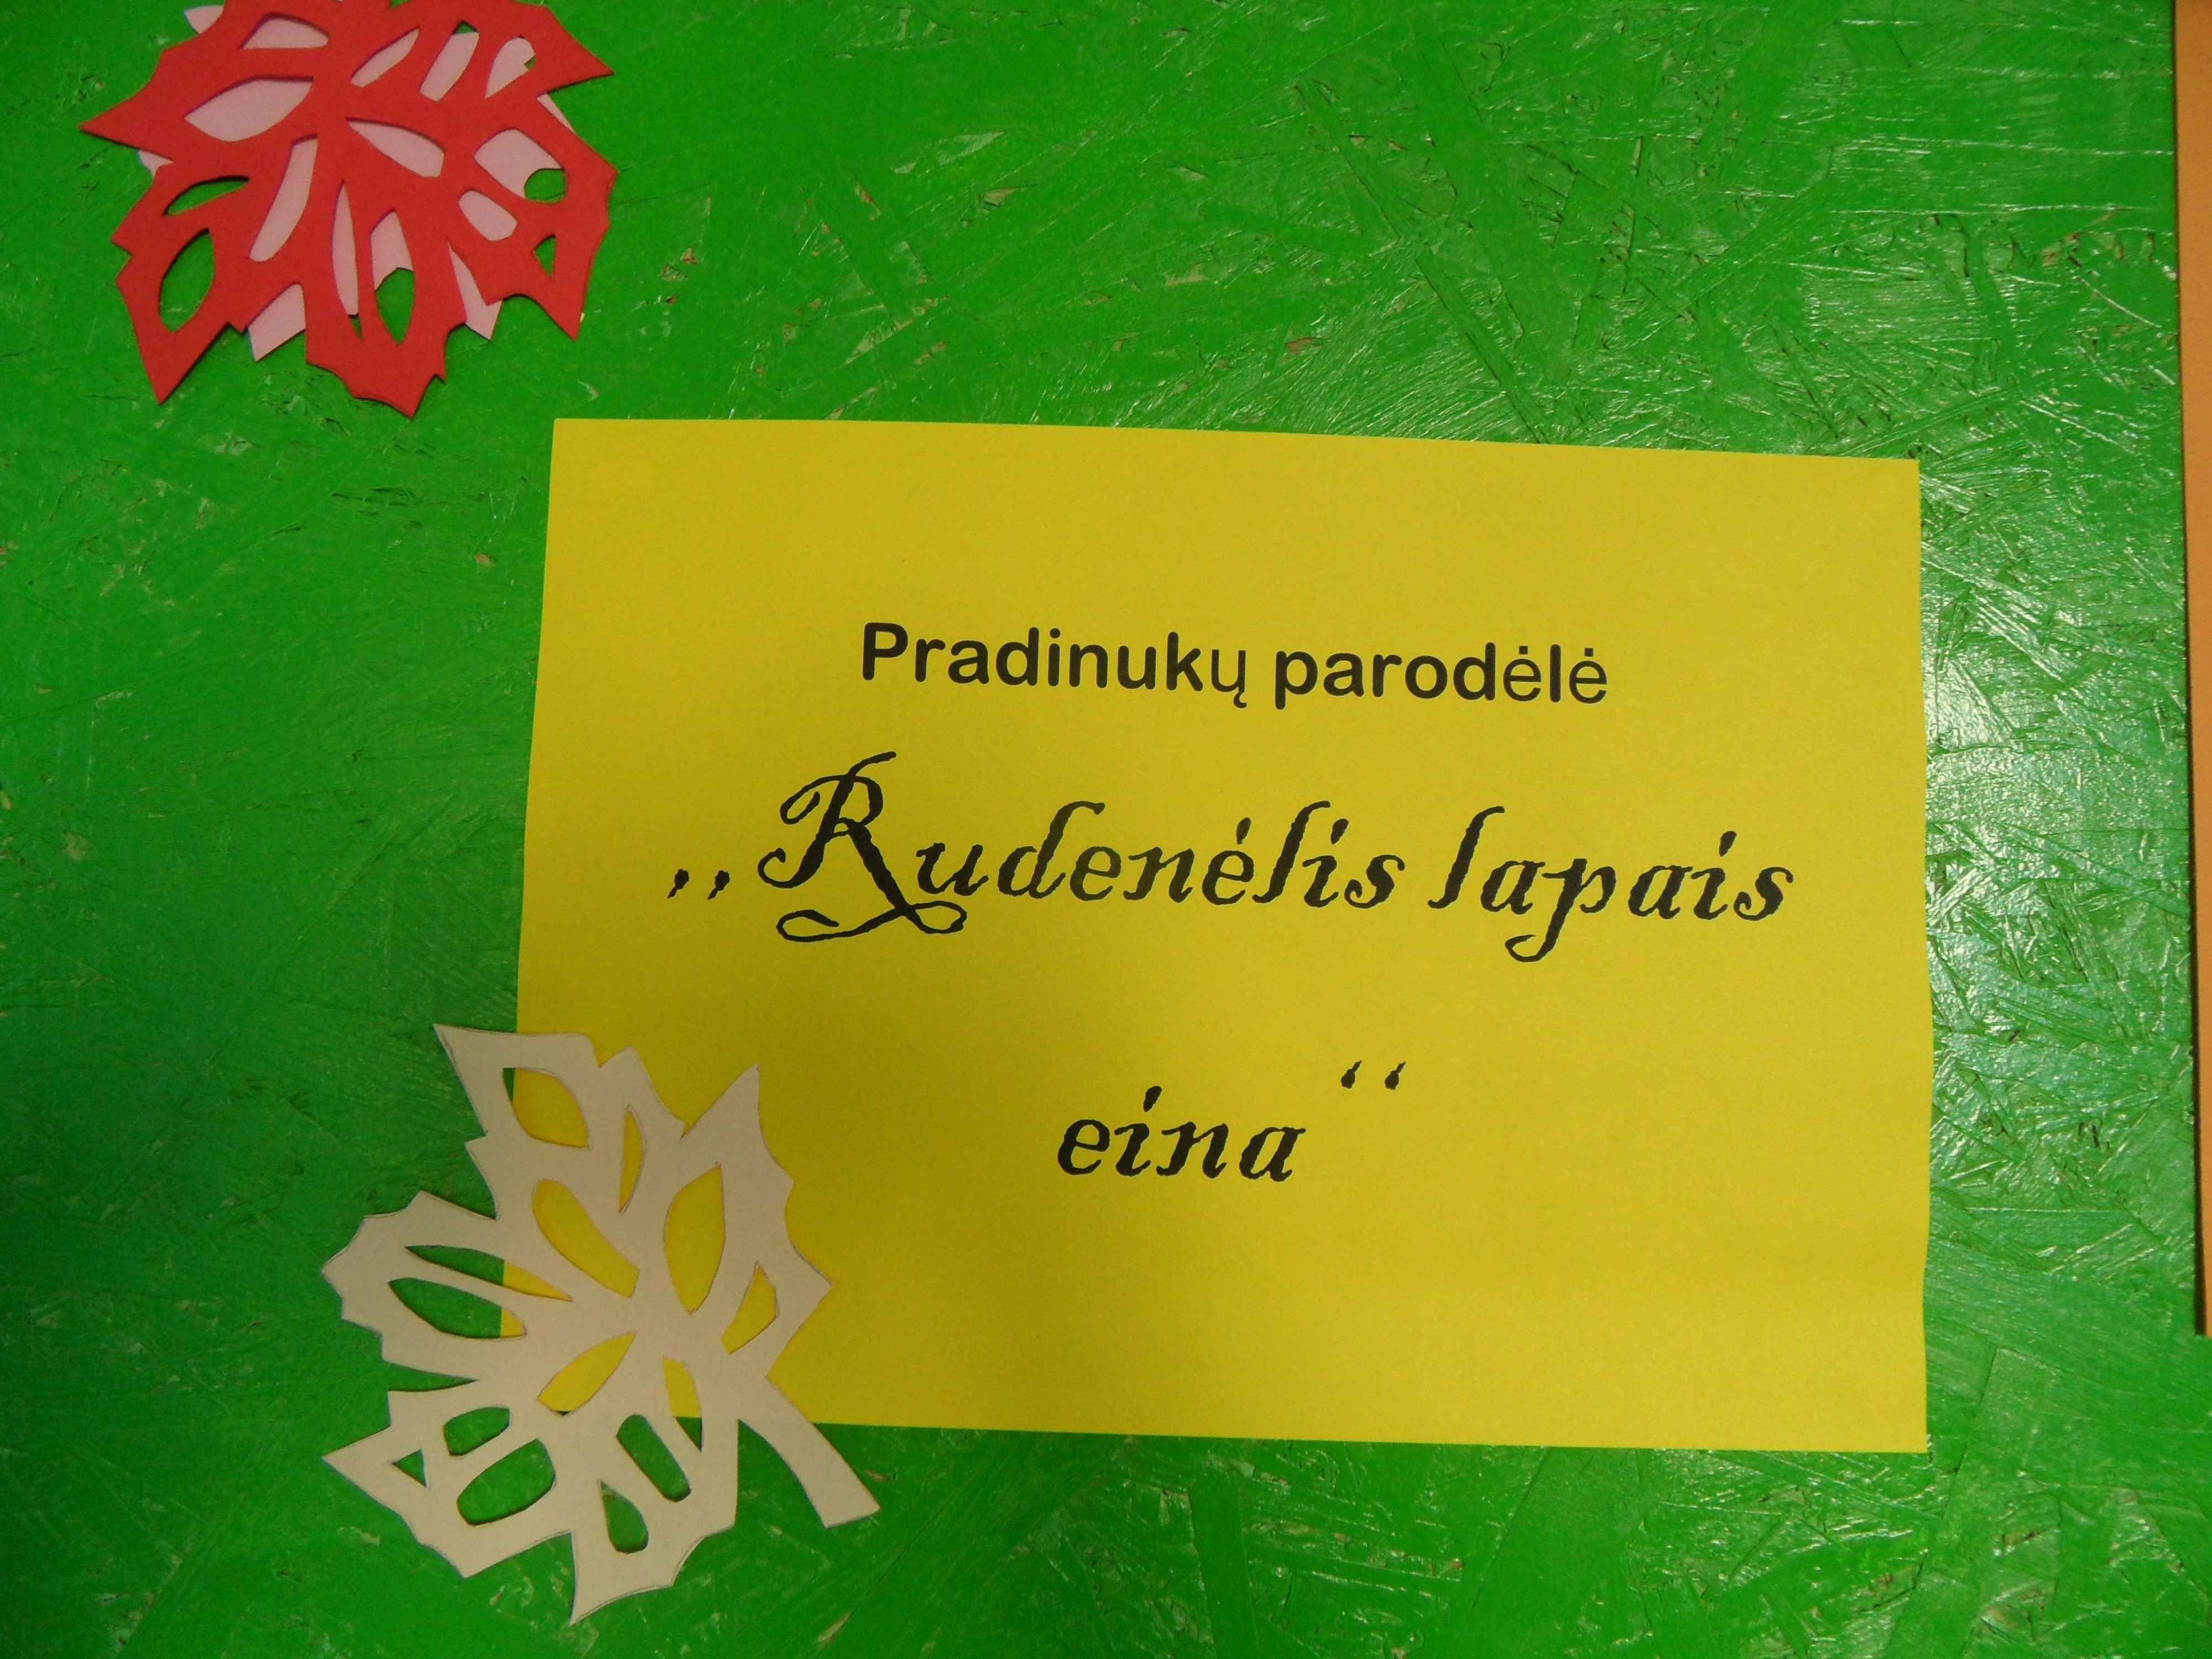 Pradinukų parodėlė
,,Rudenėlis lapais
eina‘‘